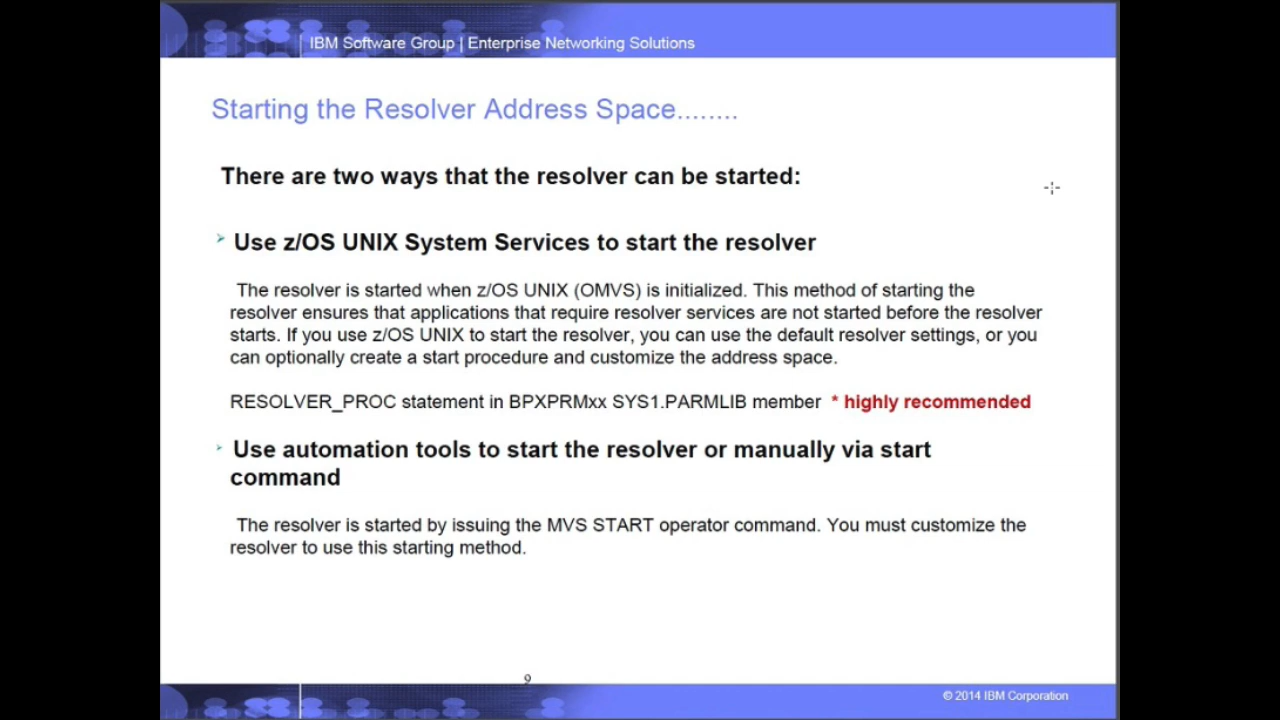 IBM Software Group | Enterprise Networking Solutions
Starting the Resolver Address Space........
There are two ways that the resolver can be started:
Use z/OS UNIX System Services to start the resolver
The resolver is started when z/OS UNIX (OMVS) is initialized. This method of starting the
resolver ensures that applications that require resolver services are not started before the resolver
starts. If you use z/OS UNIX to start the resolver, you can use the default resolver settings, or you
can optionally create a start procedure and customize the address space.
RESOLVER_PROC statement in BPXPRMxx SYS1.PARMLIB member * highly recommended
Use automation tools to start the resolver or manually via start
command
The resolver is started by issuing the MVS START operator command. You must customize the
resolver to use this starting method.
9
© 2014 IBM Corporation